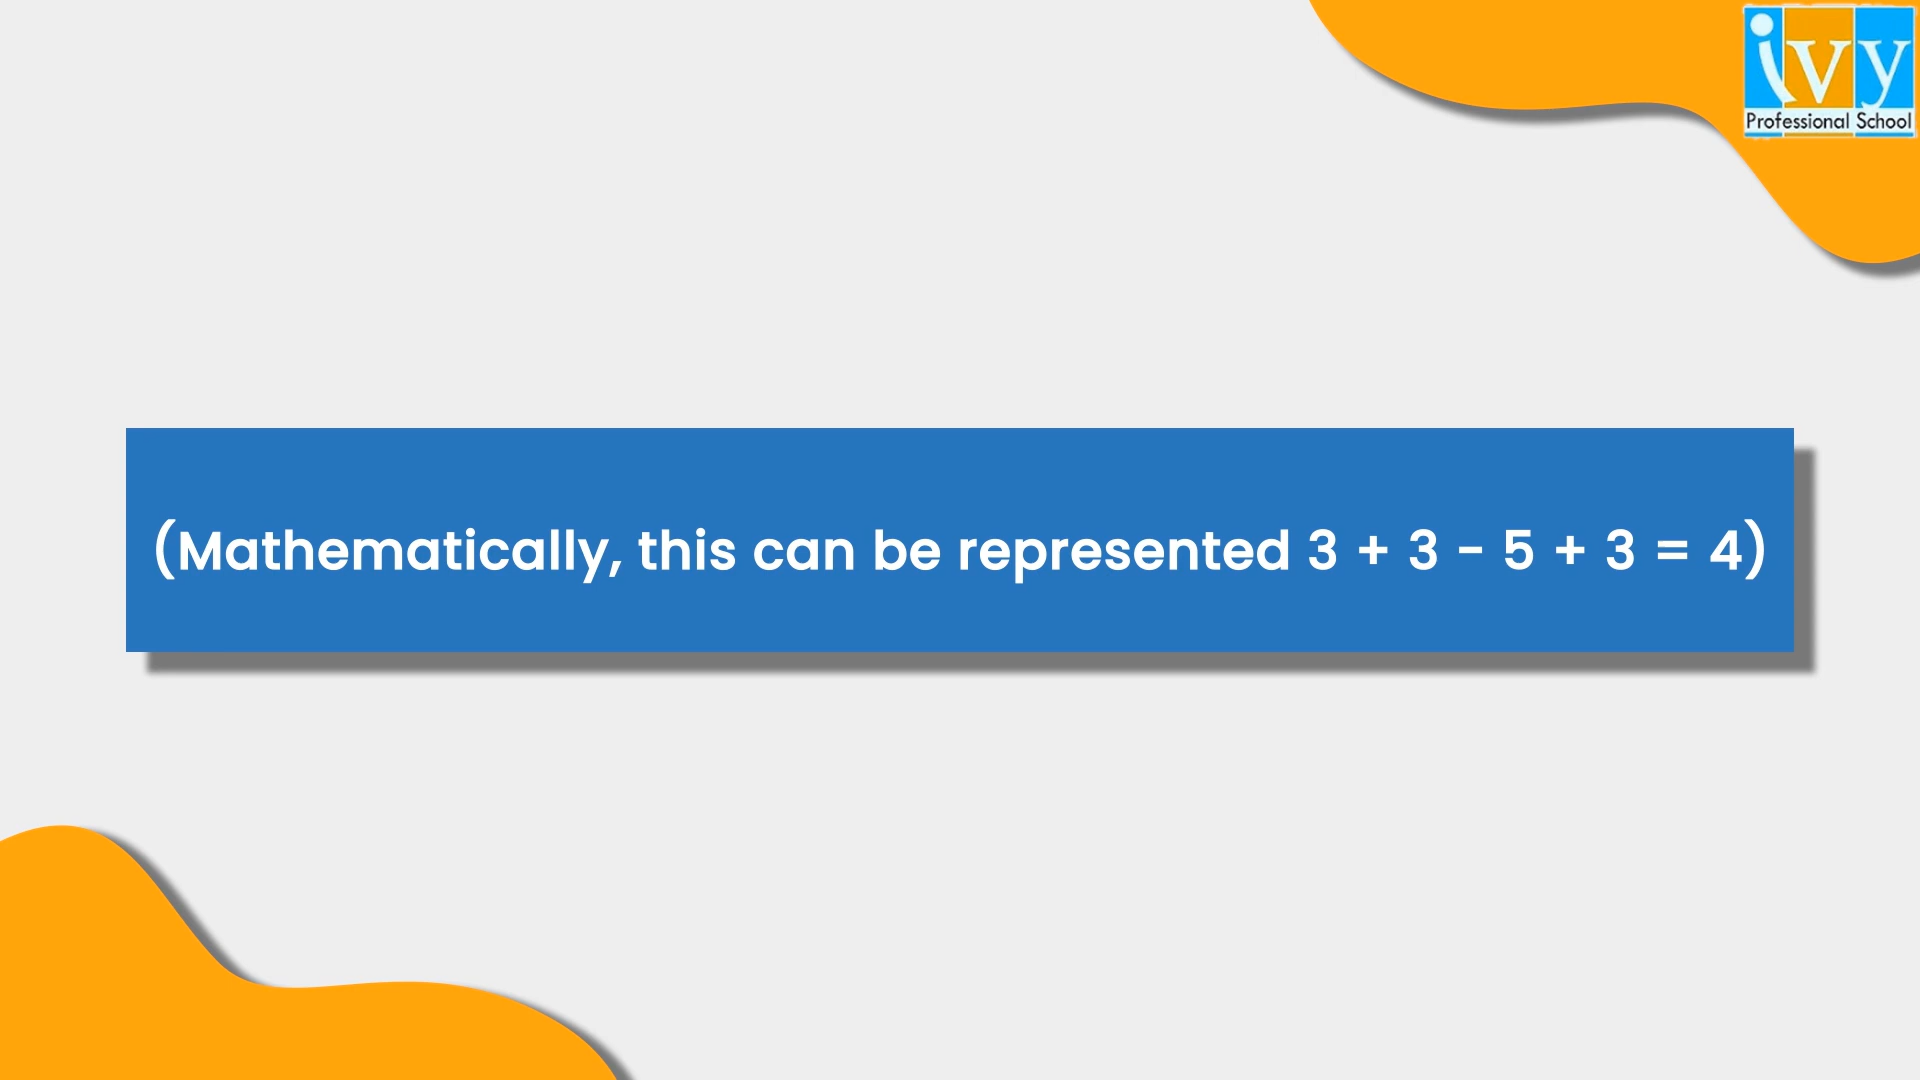 ivy
Professional School
(Mathematically, this can be represented 3 + 3 - 5 + 3 = 4)